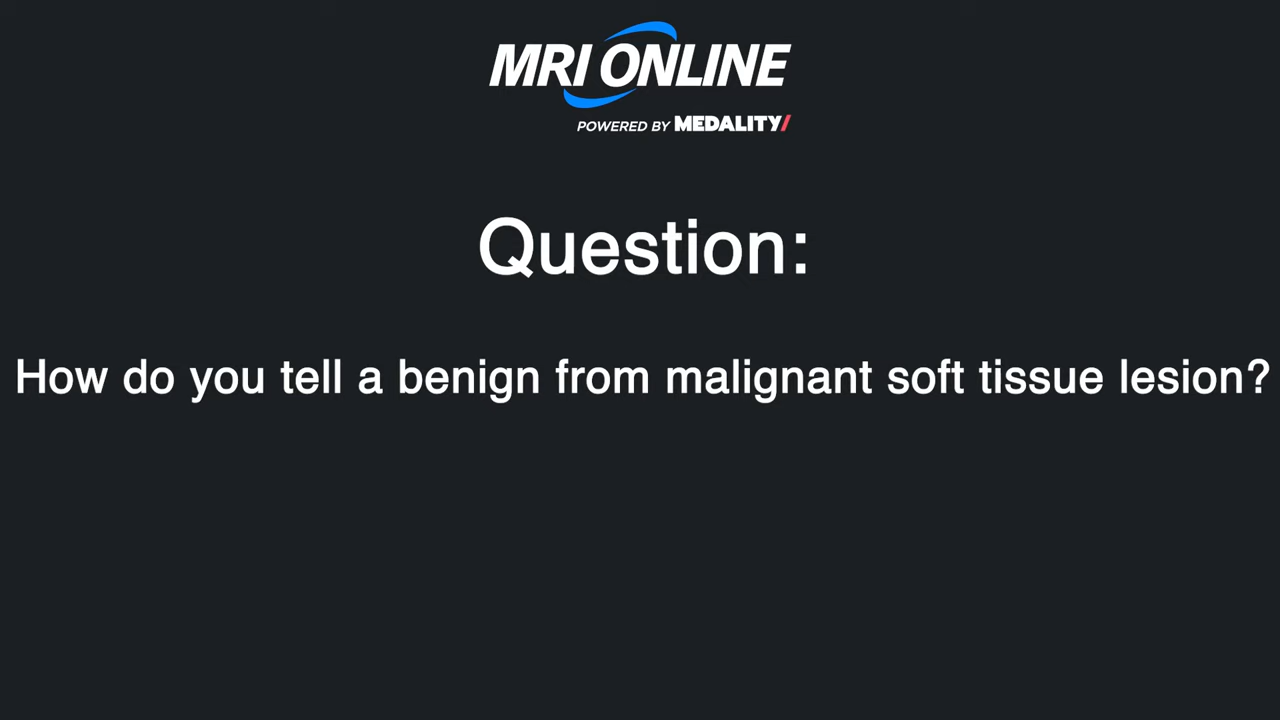 MRI ONLINE
POWERED BY MEDALITY/
Question:
How do you tell a benign from malignant soft tissue lesion?